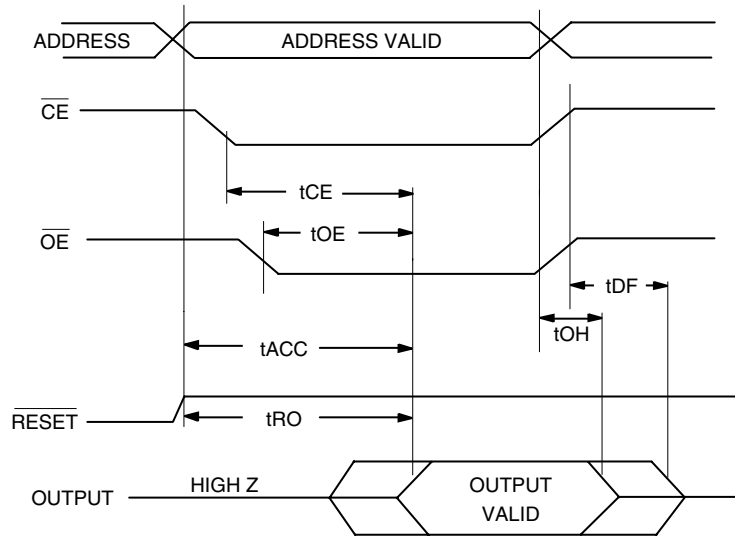 ADDRESS
ADDRESS VALID
CE
tCE
tOE
OE
tDF
tOH
tACC
RESET
tRO
HIGH Z
OUTPUT
OUTPUT
VALID